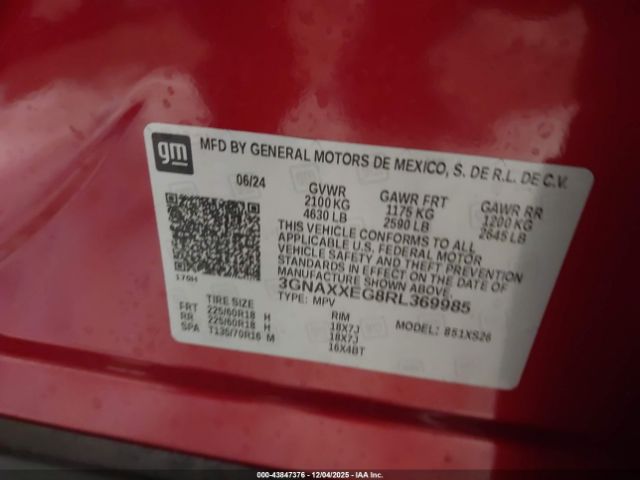 gm
MFD BY GENERAL MOTORS DE MEXICO, S. DE R.L. DE C.V.
06/24
GVWR GAWR FRT GAWR RR
2100 KG 1175 KG 1200 KG
4630 LB 2590 LB 2645 LB
THIS VEHICLE CONFORMS TO ALL
APPLICABLE U.S. FEDERAL MOTOR
VEHICLE SAFETY AND THEFT PREVENTION
STANDARDS IN EFFECT ON THE DATE OF
MANUFACTURE SHOWN ABOVE.
170H
3GNAXXEG8RL369985
TYPE: MPV
MODEL: 851XS26
TIRE SIZE RIM
FRT 225/60R18 H 18X7J
RR 225/60R18 H 18X7J
SPA T135/70R16 M 16X4BT
000-43847376 - 12/04/2025 - IAA Inc.